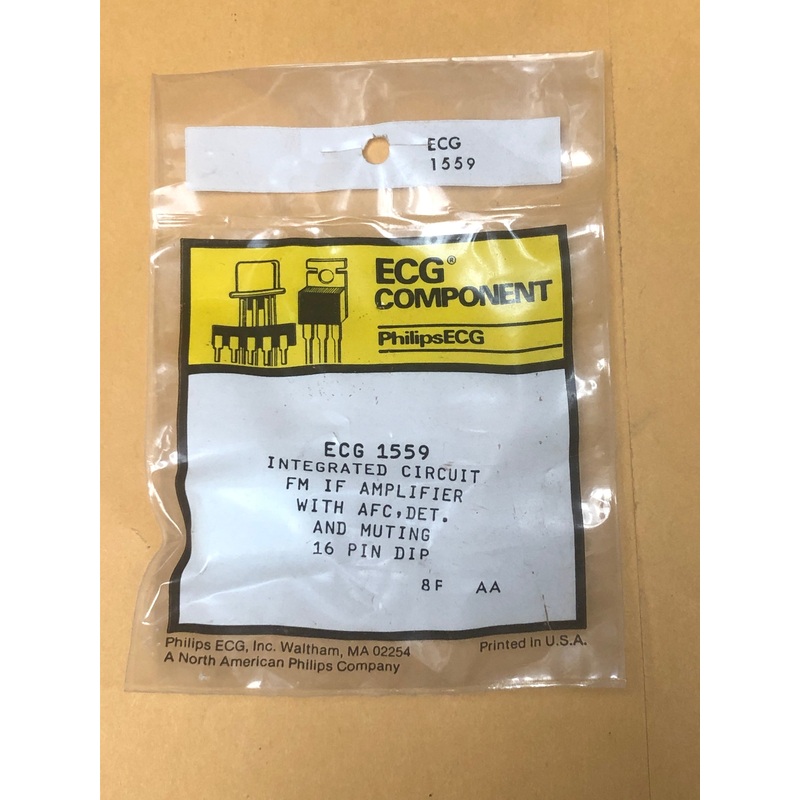 ECG
1559
ECG®
COMPONENT
PhilipsECG
ECG 1559
INTEGRATED CIRCUIT
FM IF AMPLIFIER
WITH AFC,DET.
AND MUTING
16 PIN DIP
8F AA
Philips ECG, Inc. Waltham, MA 02254 Printed in U.S.A.
A North American Philips Company